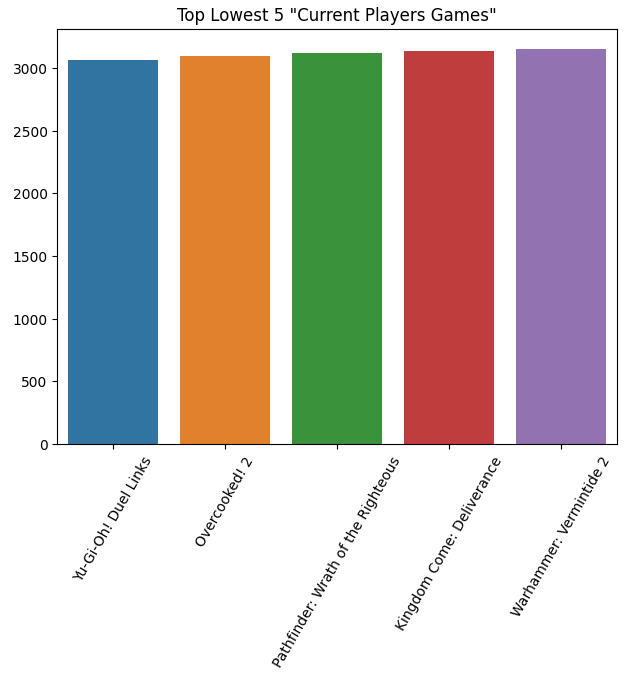 Top Lowest 5 "Current Players Games"
3000
2500
2000
1500
1000
500
0
Yu-Gi-Oh! Duel Links
Overcooked! 2
Pathfinder: Wrath of the Righteous
Kingdom Come: Deliverance
Warhammer: Vermintide 2